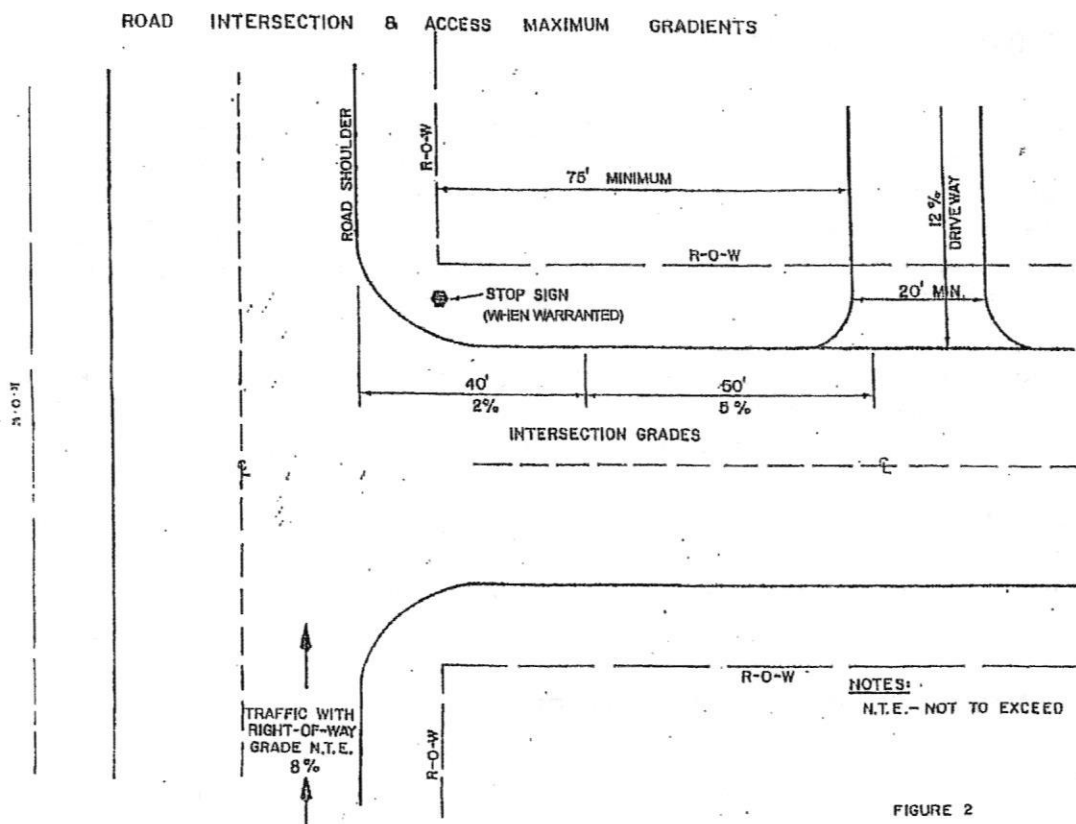 ROAD INTERSECTION & ACCESS MAXIMUM GRADIENTS
ROAD SHOULDER
R-O-W
75' MINIMUM
12%
DRIVEWAY
R-O-W
20' MIN.
STOP SIGN
(WHEN WARRANTED)
40'
2%
50'
5%
INTERSECTION GRADES
℄
℄
R-O-W
TRAFFIC WITH
RIGHT-OF-WAY
GRADE N.T.E.
8%
R-O-W
R-O-W
NOTES:
N.T.E.- NOT TO EXCEED
FIGURE 2